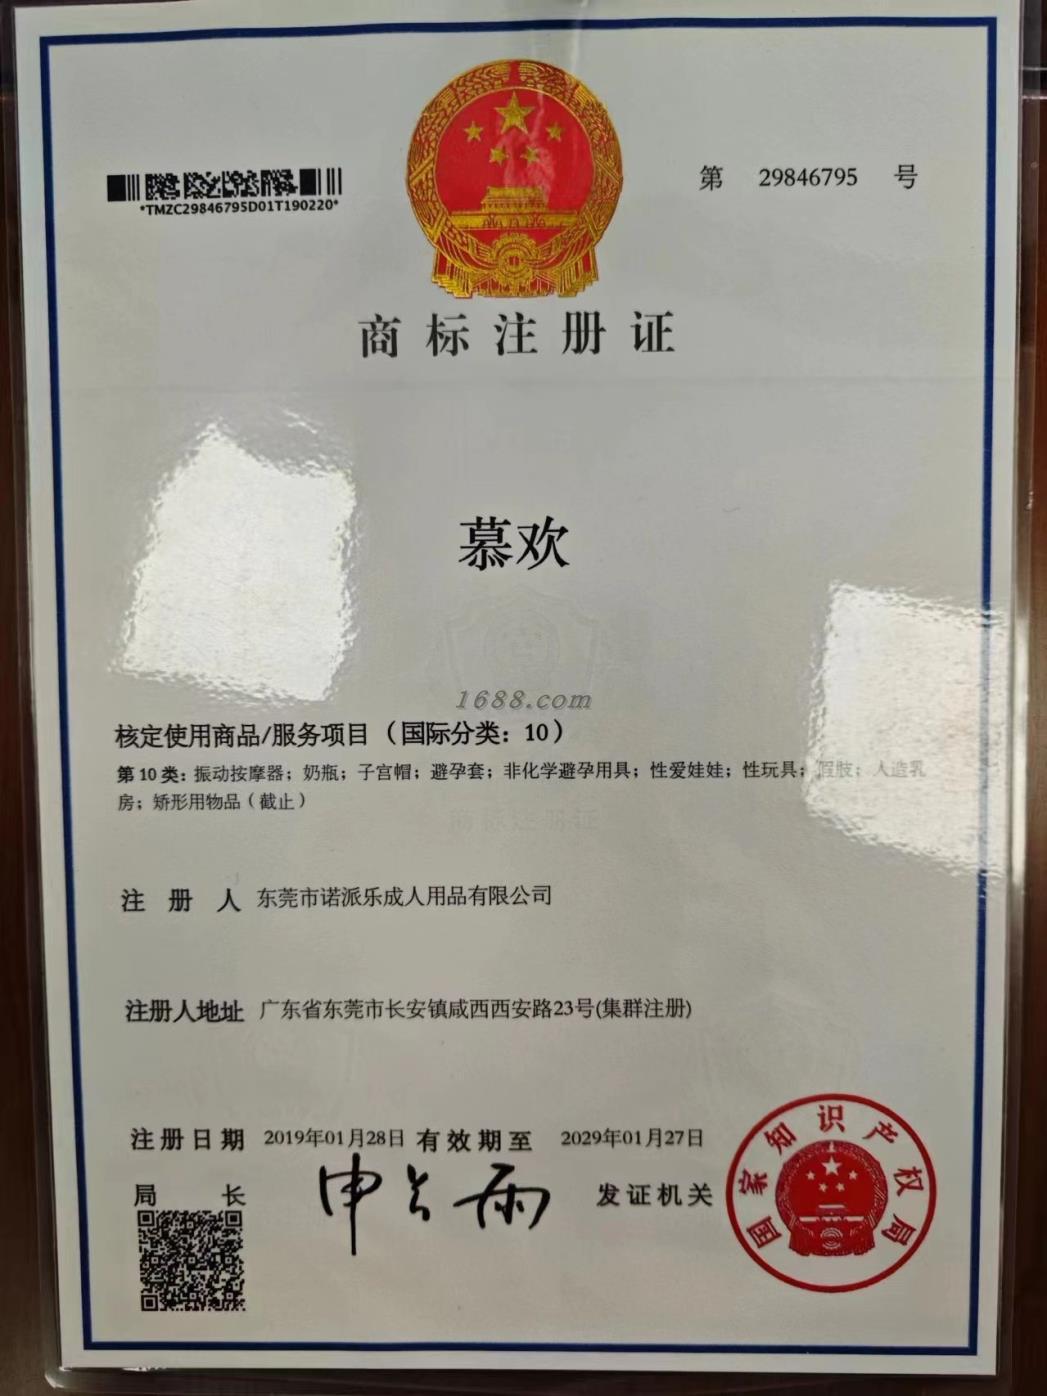 *TMZC29846795D01T190220*
第 29846795 号
商标注册证
慕欢
1688.com
核定使用商品/服务项目（国际分类：10）
第10类：振动按摩器；奶瓶；子宫帽；避孕套；非化学避孕用具；性爱娃娃；性玩具；假肢；人造乳
房；矫形用物品（截止）
商标注册证
注册人 东莞市诺派乐成人用品有限公司
注册人地址 广东省东莞市长安镇咸西西安路23号(集群注册)
注册日期 2019年01月28日 有效期至 2029年01月27日
局长 申长雨 发证机关
国家知识产权局